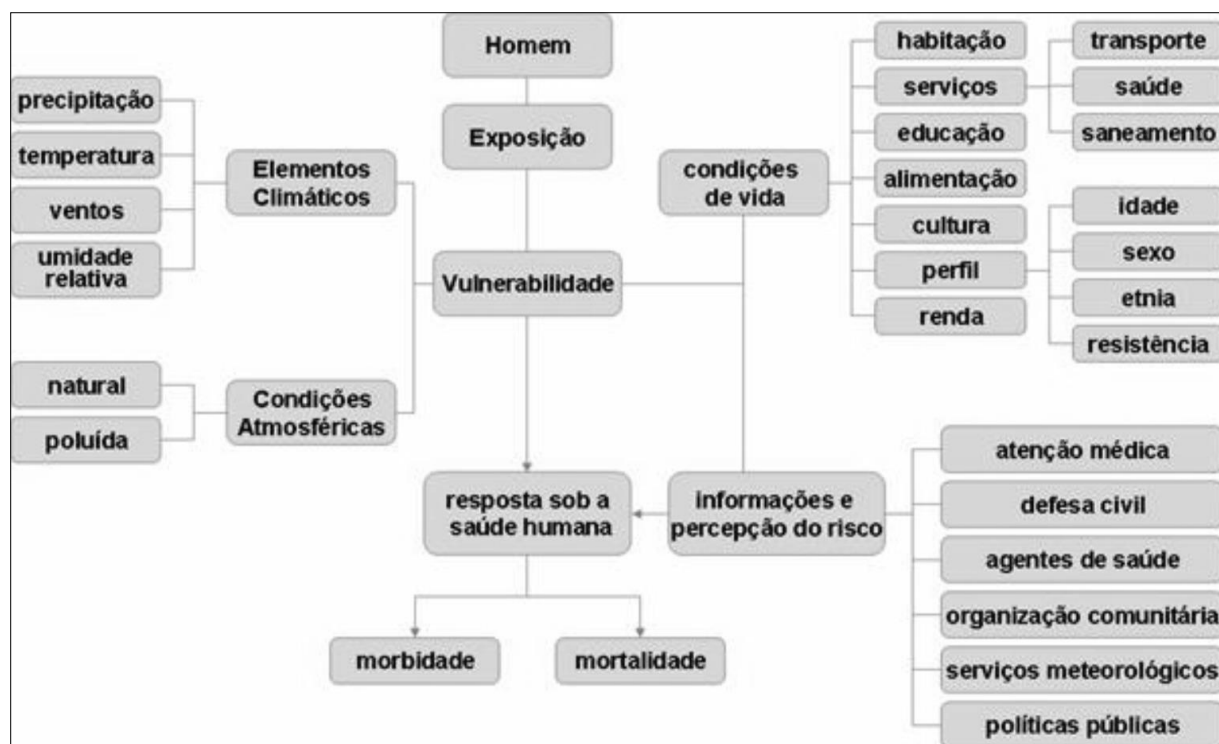 Homem
Exposição
Vulnerabilidade
Elementos
Climáticos
precipitação
temperatura
ventos
umidade
relativa
Condições
Atmosféricas
natural
poluída
condições
de vida
habitação
serviços
educação
alimentação
cultura
perfil
renda
transporte
saúde
saneamento
idade
sexo
etnia
resistência
resposta sob a
saúde humana
informações e
percepção do risco
atenção médica
defesa civil
agentes de saúde
organização comunitária
serviços meteorológicos
políticas públicas
morbidade
mortalidade